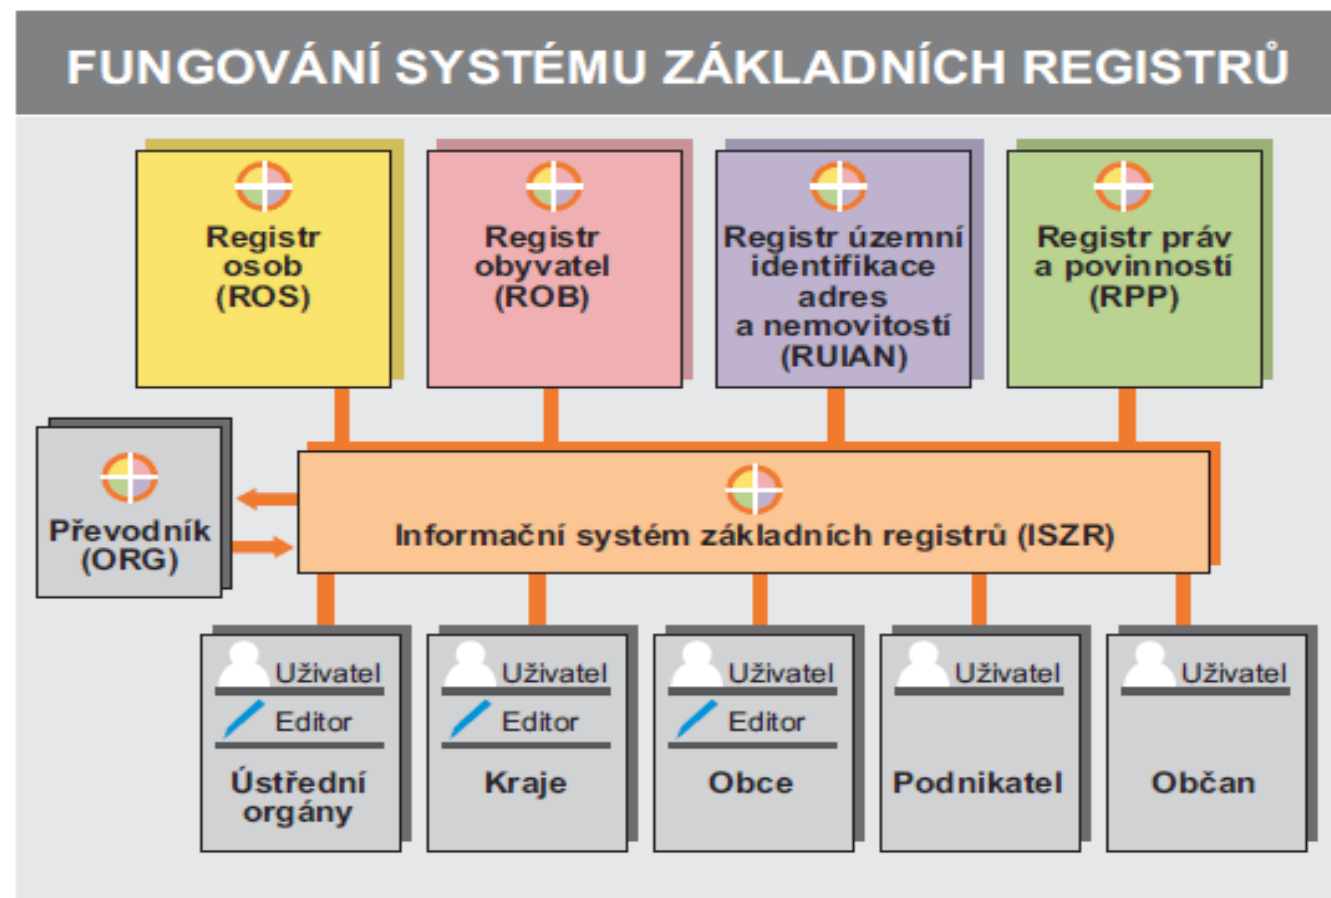 FUNGOVÁNÍ SYSTÉMU ZÁKLADNÍCH REGISTRŮ
Registr
osob
(ROS)
Registr
obyvatel
(ROB)
Registr územní
identifikace
adres
a nemovitostí
(RUIAN)
Registr práv
a povinností
(RPP)
Převodník
(ORG)
Informační systém základních registrů (ISZR)
Uživatel
Editor
Ústřední
orgány
Uživatel
Editor
Kraje
Uživatel
Editor
Obce
Uživatel
Podnikatel
Uživatel
Občan